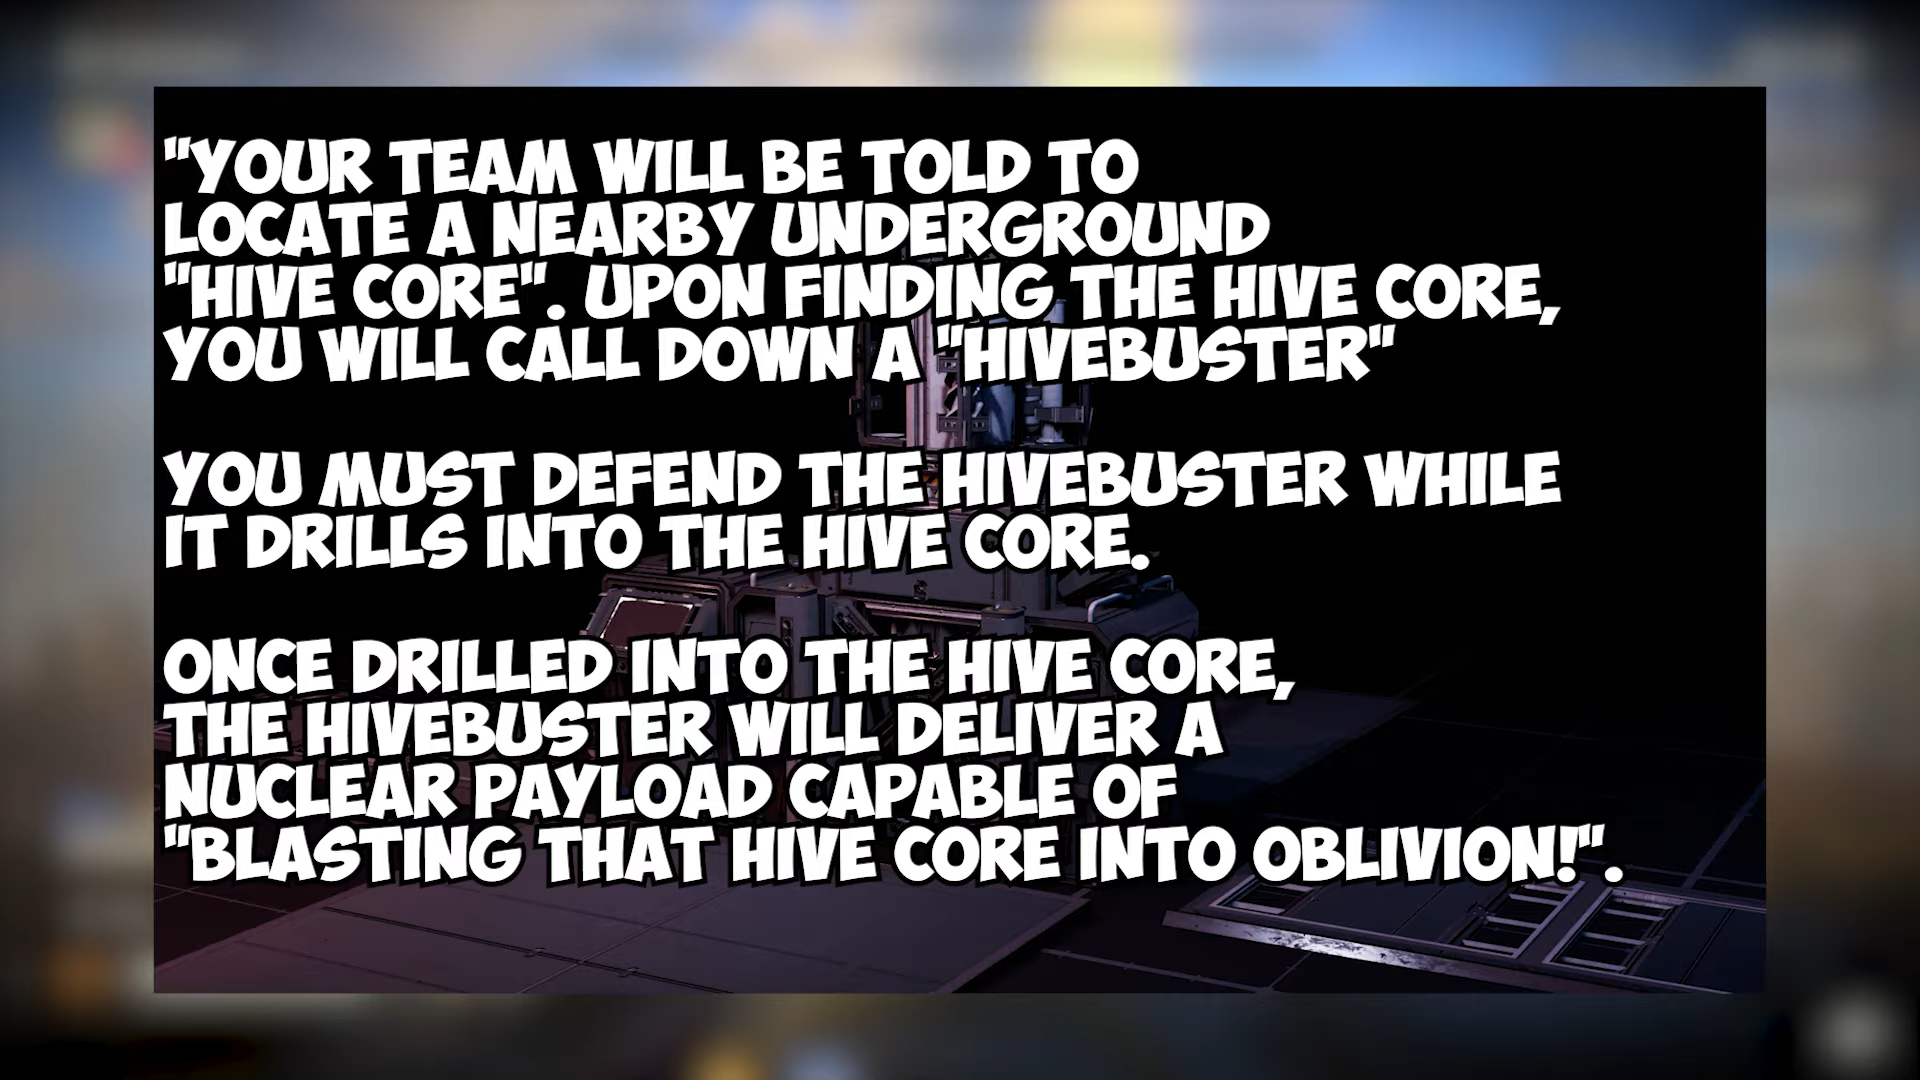 "YOUR TEAM WILL BE TOLD TO
LOCATE A NEARBY UNDERGROUND
"HIVE CORE". UPON FINDING THE HIVE CORE,
YOU WILL CALL DOWN A "HIVEBUSTER"
YOU MUST DEFEND THE HIVEBUSTER WHILE
IT DRILLS INTO THE HIVE CORE.
ONCE DRILLED INTO THE HIVE CORE,
THE HIVEBUSTER WILL DELIVER A
NUCLEAR PAYLOAD CAPABLE OF
"BLASTING THAT HIVE CORE INTO OBLIVION!".